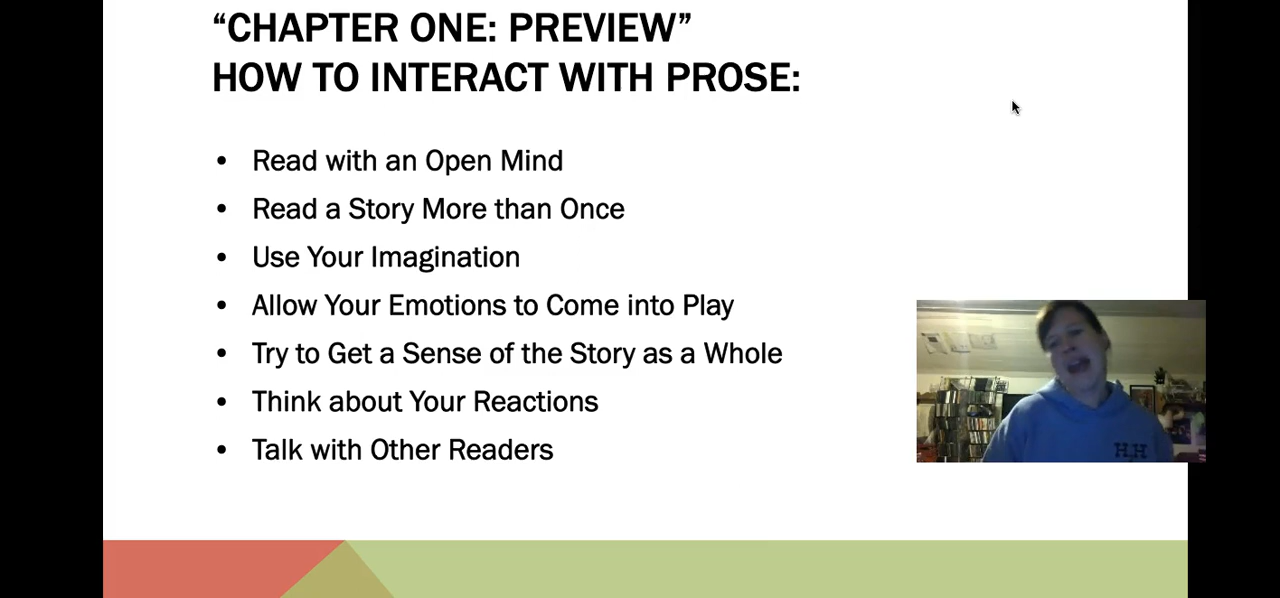 “CHAPTER ONE: PREVIEW”
HOW TO INTERACT WITH PROSE:
• Read with an Open Mind
• Read a Story More than Once
• Use Your Imagination
• Allow Your Emotions to Come into Play
• Try to Get a Sense of the Story as a Whole
• Think about Your Reactions
• Talk with Other Readers
H H